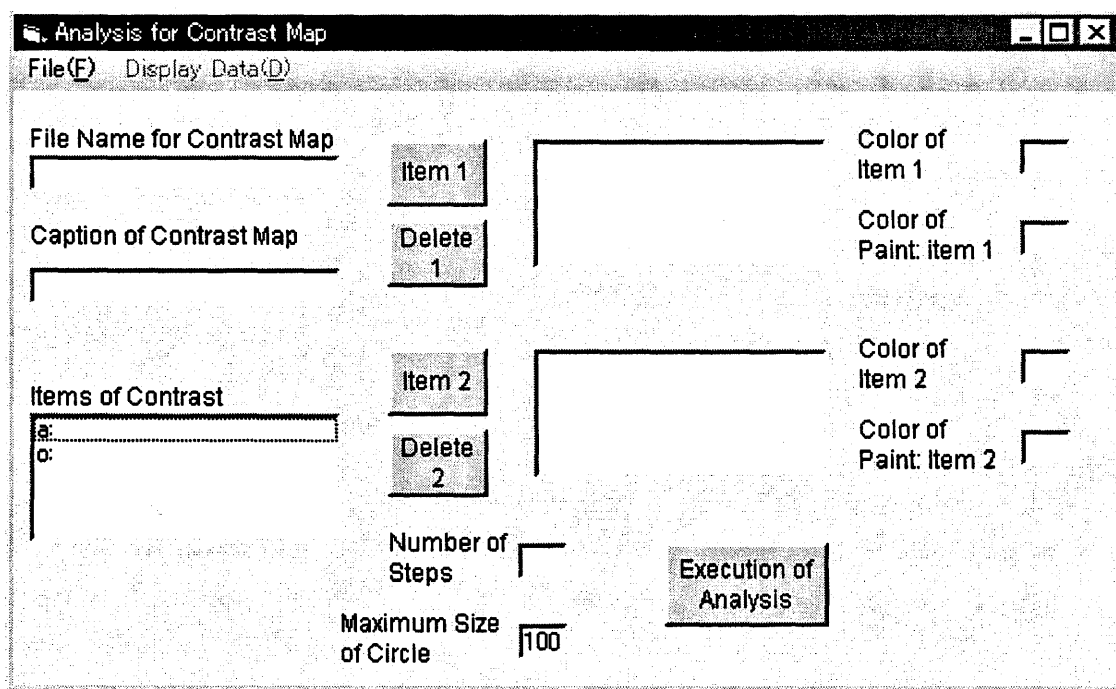 Analysis for Contrast Map
File(F) Display Data(D)
File Name for Contrast Map
Caption of Contrast Map
Items of Contrast
a:
o:
Item 1
Delete
1
Item 2
Delete
2
Color of
Item 1
Color of
Paint: item 1
Color of
Item 2
Color of
Paint: Item 2
Number of
Steps
Maximum Size
of Circle
100
Execution of
Analysis